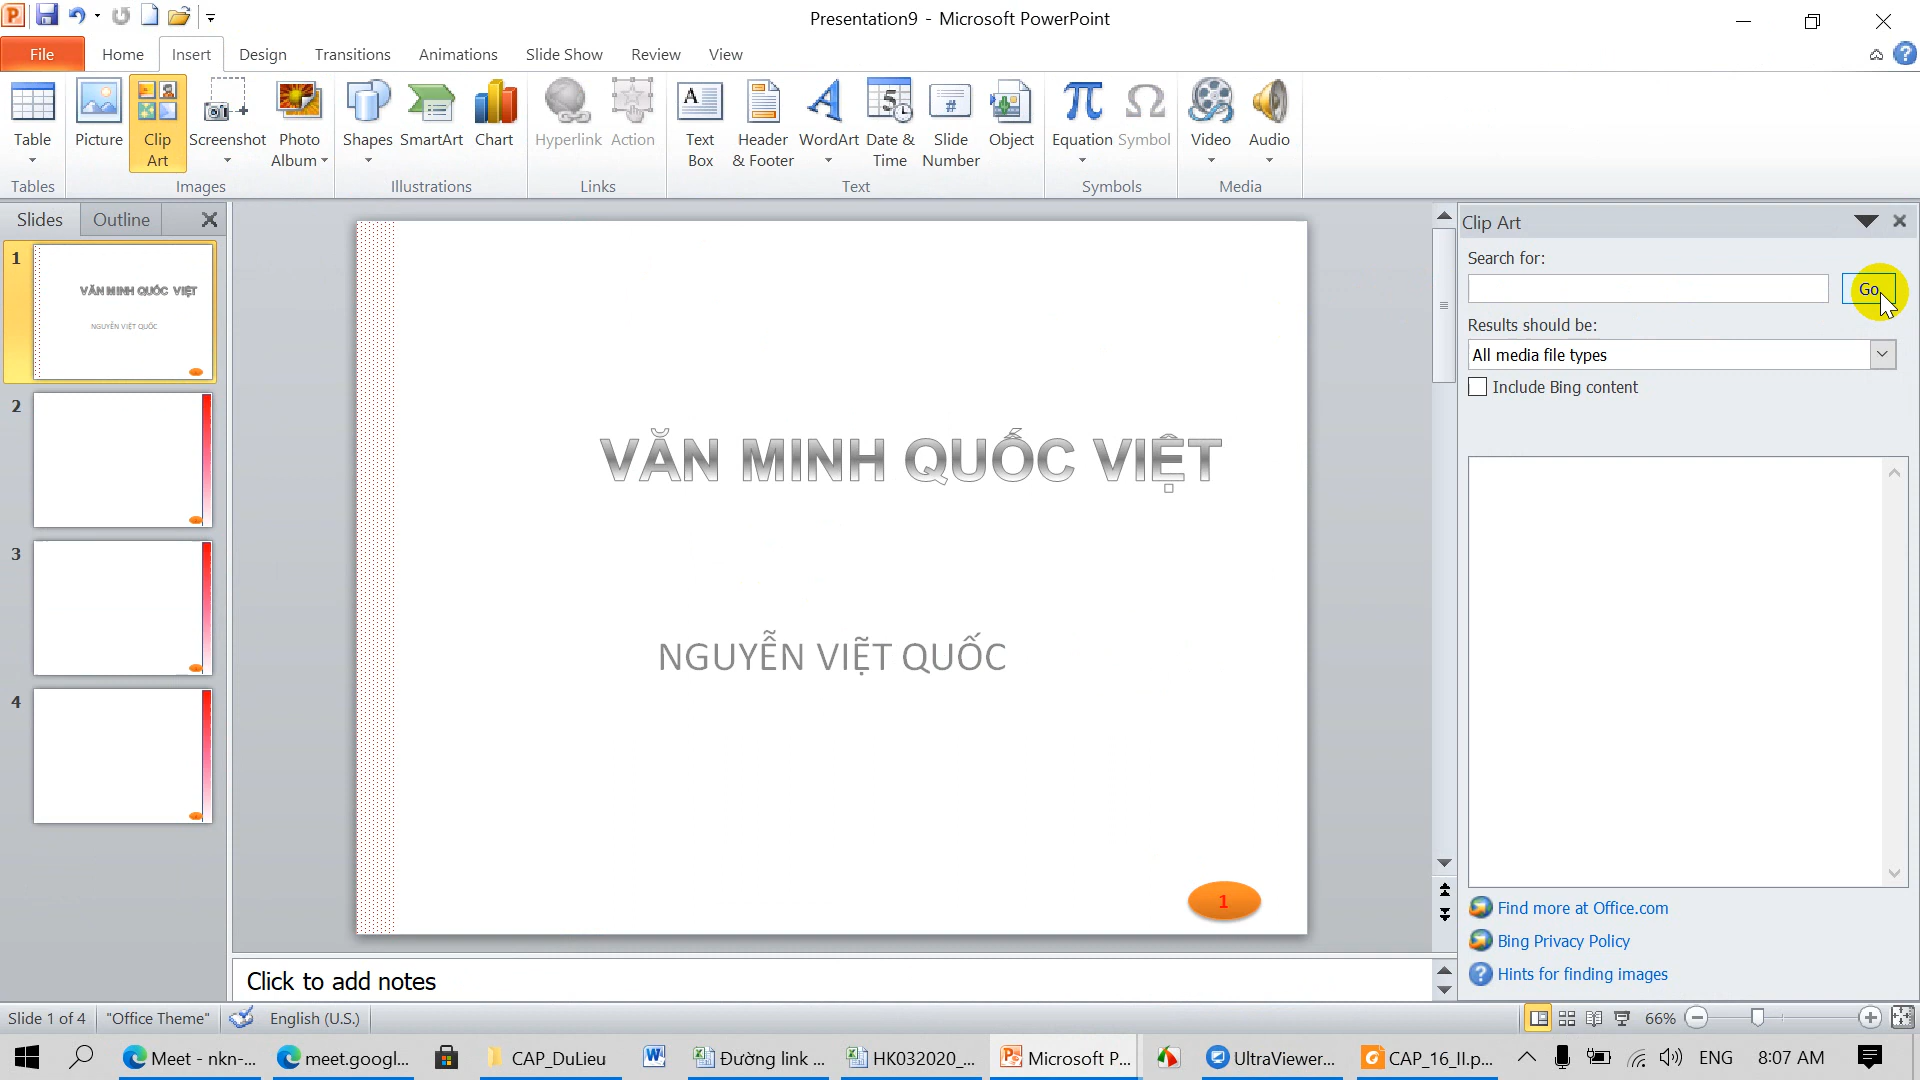 Presentation9 - Microsoft PowerPoint
File Home Insert Design Transitions Animations Slide Show Review View
Table
Picture
Clip Art
Screenshot
Photo Album
Shapes
SmartArt
Chart
Hyperlink
Action
Text Box
Header & Footer
WordArt
Date & Time
Slide Number
Object
Equation
Symbol
Video
Audio
Tables Images Illustrations Links Text Symbols Media
Slides Outline
1
VĂN MINH QUỐC VIỆT
NGUYỄN VIỆT QUỐC
2
3
4
VĂN MINH QUỐC VIỆT
NGUYỄN VIỆT QUỐC
1
Click to add notes
Clip Art
Search for:
Go
Results should be:
All media file types
Include Bing content
Find more at Office.com
Bing Privacy Policy
Hints for finding images
Slide 1 of 4 "Office Theme" English (U.S.) 66%
Meet - nkn-... meet.googl... CAP_DuLieu Đường link ... HK032020_... Microsoft P... UltraViewer... CAP_16_II.p... ENG 8:07 AM